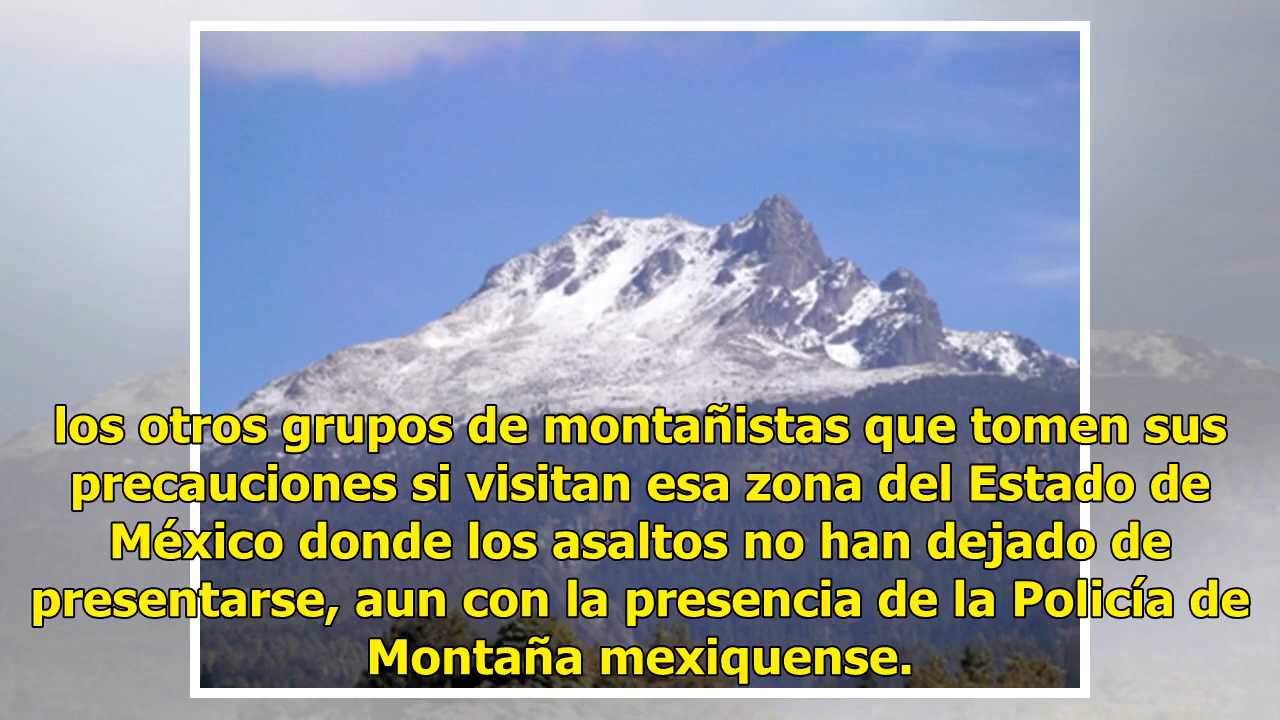 los otros grupos de montañistas que tomen sus
precauciones si visitan esa zona del Estado de
México donde los asaltos no han dejado de
presentarse, aun con la presencia de la Policía de
Montaña mexiquense.